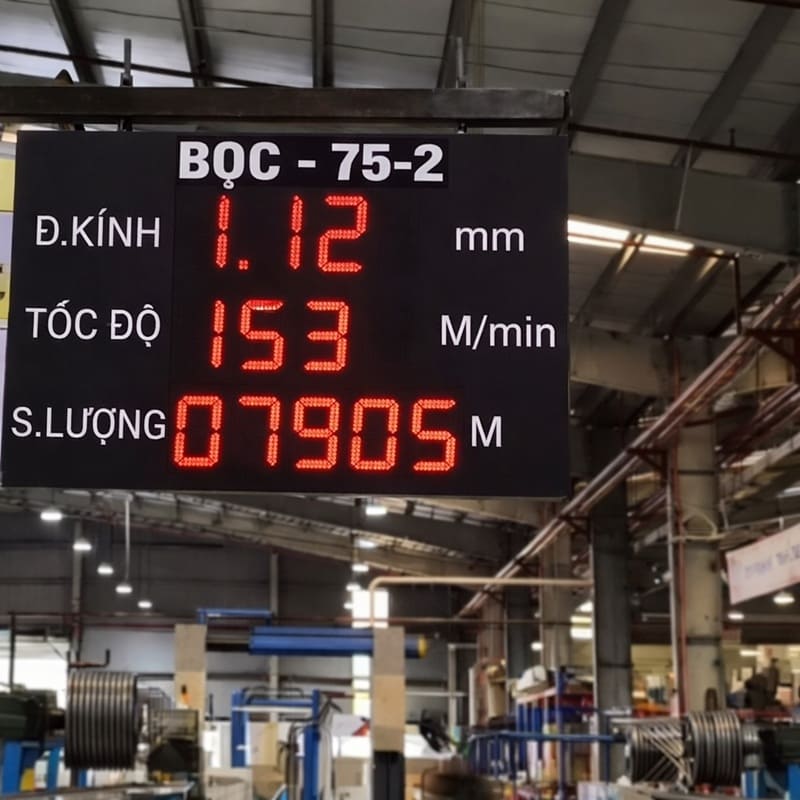 BỌC - 75-2
Đ.KÍNH 1.12 mm
TỐC ĐỘ 153 M/min
S.LƯỢNG 07905 M